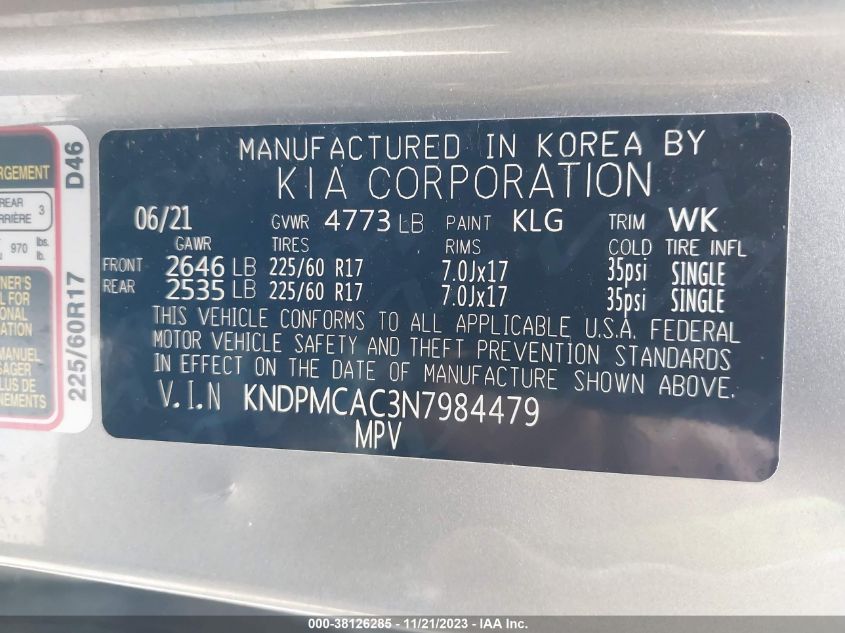 MANUFACTURED IN KOREA BY
KIA CORPORATION
06/21 GVWR 4773 LB PAINT KLG TRIM WK
GAWR TIRES RIMS COLD TIRE INFL
FRONT 2646 LB 225/60 R17 7.0Jx17 35psi SINGLE
REAR 2535 LB 225/60 R17 7.0Jx17 35psi SINGLE
THIS VEHICLE CONFORMS TO ALL APPLICABLE U.S.A. FEDERAL
MOTOR VEHICLE SAFETY AND THEFT PREVENTION STANDARDS
IN EFFECT ON THE DATE OF MANUFACTURE SHOWN ABOVE.
V.I.N KNDPMCAC3N7984479
MPV
REAR
3
970 lbs.
225/60R17 D46
000-38126285 - 11/21/2023 - IAA Inc.